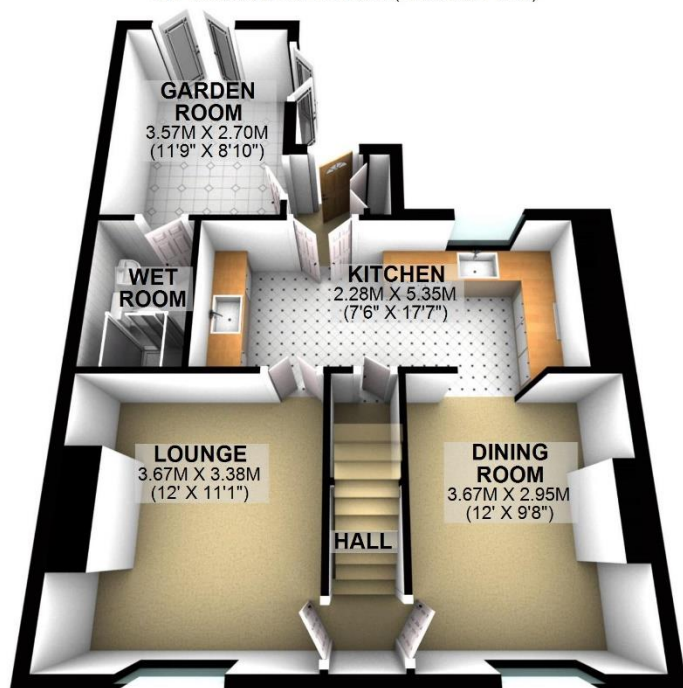 GARDEN
ROOM
3.57M X 2.70M
(11'9" X 8'10")
WET
ROOM
KITCHEN
2.28M X 5.35M
(7'6" X 17'7")
LOUNGE
3.67M X 3.38M
(12' X 11'1")
DINING
ROOM
3.67M X 2.95M
(12' X 9'8")
HALL